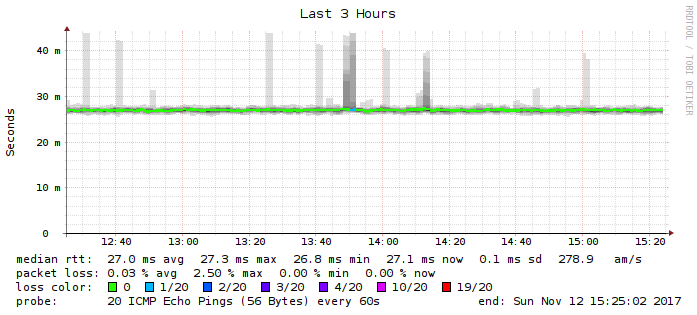 Last 3 Hours
RRDTOOL / TOBI OETIKER
Seconds
40 m
30 m
20 m
10 m
0
12:40 13:00 13:20 13:40 14:00 14:20 14:40 15:00 15:20
median rtt: 27.0 ms avg 27.3 ms max 26.8 ms min 27.1 ms now 0.1 ms sd 278.9 am/s
packet loss: 0.03 % avg 2.50 % max 0.00 % min 0.00 % now
loss color: 0 1/20 2/20 3/20 4/20 10/20 19/20
probe: 20 ICMP Echo Pings (56 Bytes) every 60s end: Sun Nov 12 15:25:02 2017